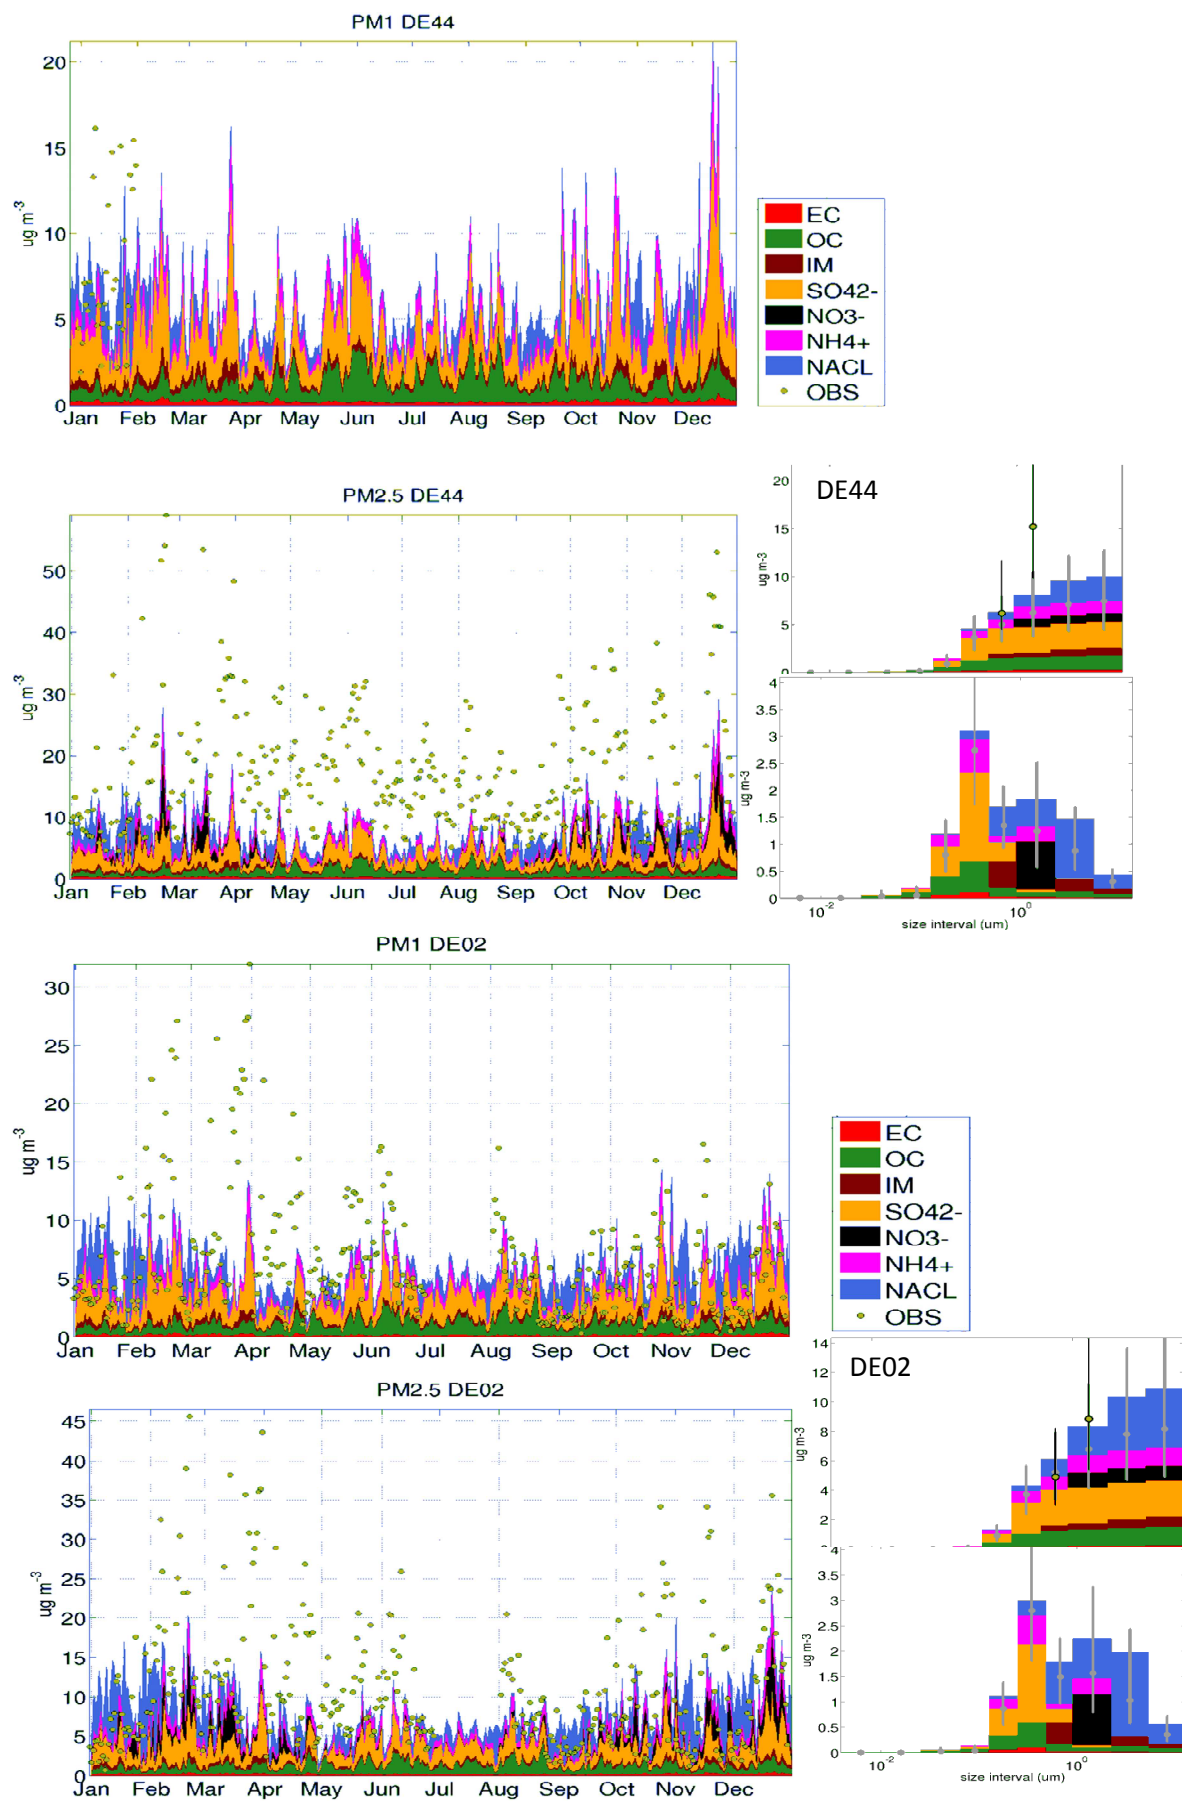 PM1 DE44
20
15
10
5
0
ug m-3
Jan Feb Mar Apr May Jun Jul Aug Sep Oct Nov Dec
EC
OC
IM
SO42-
NO3-
NH4+
NACL
OBS
PM2.5 DE44
50
40
30
20
10
0
ug m-3
Jan Feb Mar Apr May Jun Jul Aug Sep Oct Nov Dec
DE44
20
15
10
5
0
ug m-3
4
3.5
3
2.5
2
1.5
1
0.5
0
ug m-3
10-2 100
size interval (um)
PM1 DE02
30
25
20
15
10
5
0
ug m-3
Jan Feb Mar Apr May Jun Jul Aug Sep Oct Nov Dec
EC
OC
IM
SO42-
NO3-
NH4+
NACL
OBS
PM2.5 DE02
45
40
35
30
25
20
15
10
5
0
ug m-3
Jan Feb Mar Apr May Jun Jul Aug Sep Oct Nov Dec
DE02
14
12
10
8
6
4
2
ug m-3
4
3.5
3
2.5
2
1.5
1
0.5
0
ug m-3
10-2 100
size interval (um)